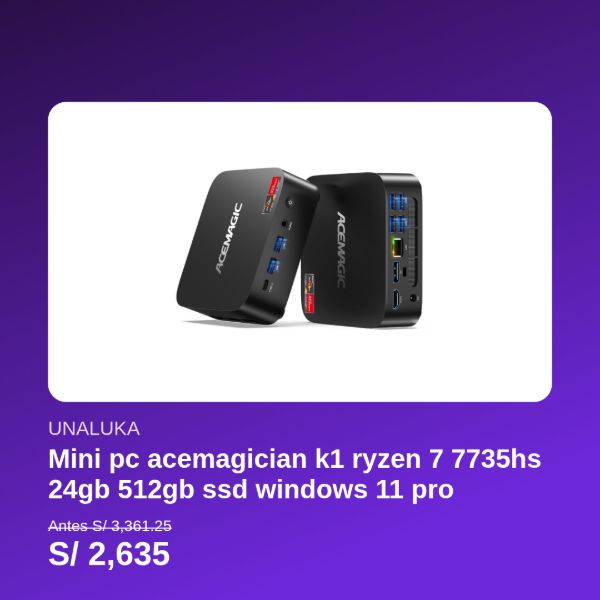 ACEMAGIC
ACEMAGIC
UNALUKA
Mini pc acemagician k1 ryzen 7 7735hs
24gb 512gb ssd windows 11 pro
Antes S/ 3,361.25
S/ 2,635